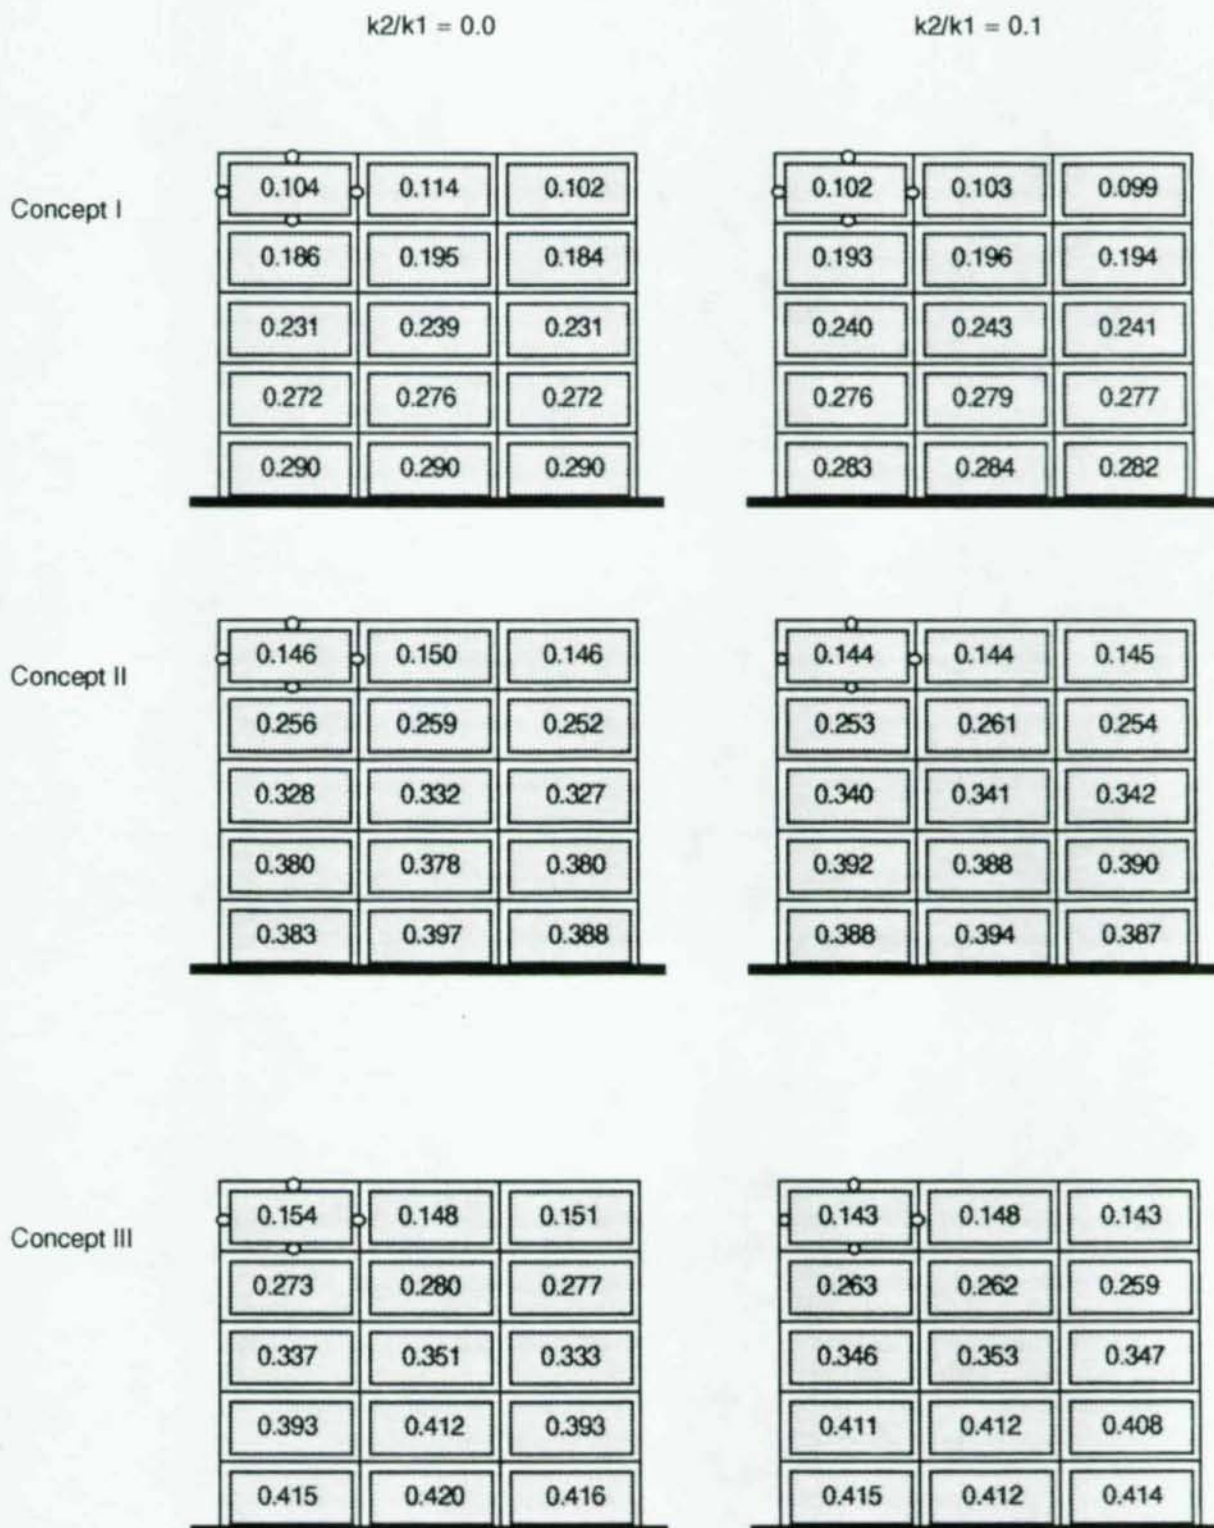 k2/k1 = 0.0 k2/k1 = 0.1
Concept I
0.104 0.114 0.102 0.102 0.103 0.099
0.186 0.195 0.184 0.193 0.196 0.194
0.231 0.239 0.231 0.240 0.243 0.241
0.272 0.276 0.272 0.276 0.279 0.277
0.290 0.290 0.290 0.283 0.284 0.282
Concept II
0.146 0.150 0.146 0.144 0.144 0.145
0.256 0.259 0.252 0.253 0.261 0.254
0.328 0.332 0.327 0.340 0.341 0.342
0.380 0.378 0.380 0.392 0.388 0.390
0.383 0.397 0.388 0.388 0.394 0.387
Concept III
0.154 0.148 0.151 0.143 0.148 0.143
0.273 0.280 0.277 0.263 0.262 0.259
0.337 0.351 0.333 0.346 0.353 0.347
0.393 0.412 0.393 0.411 0.412 0.408
0.415 0.420 0.416 0.415 0.412 0.414